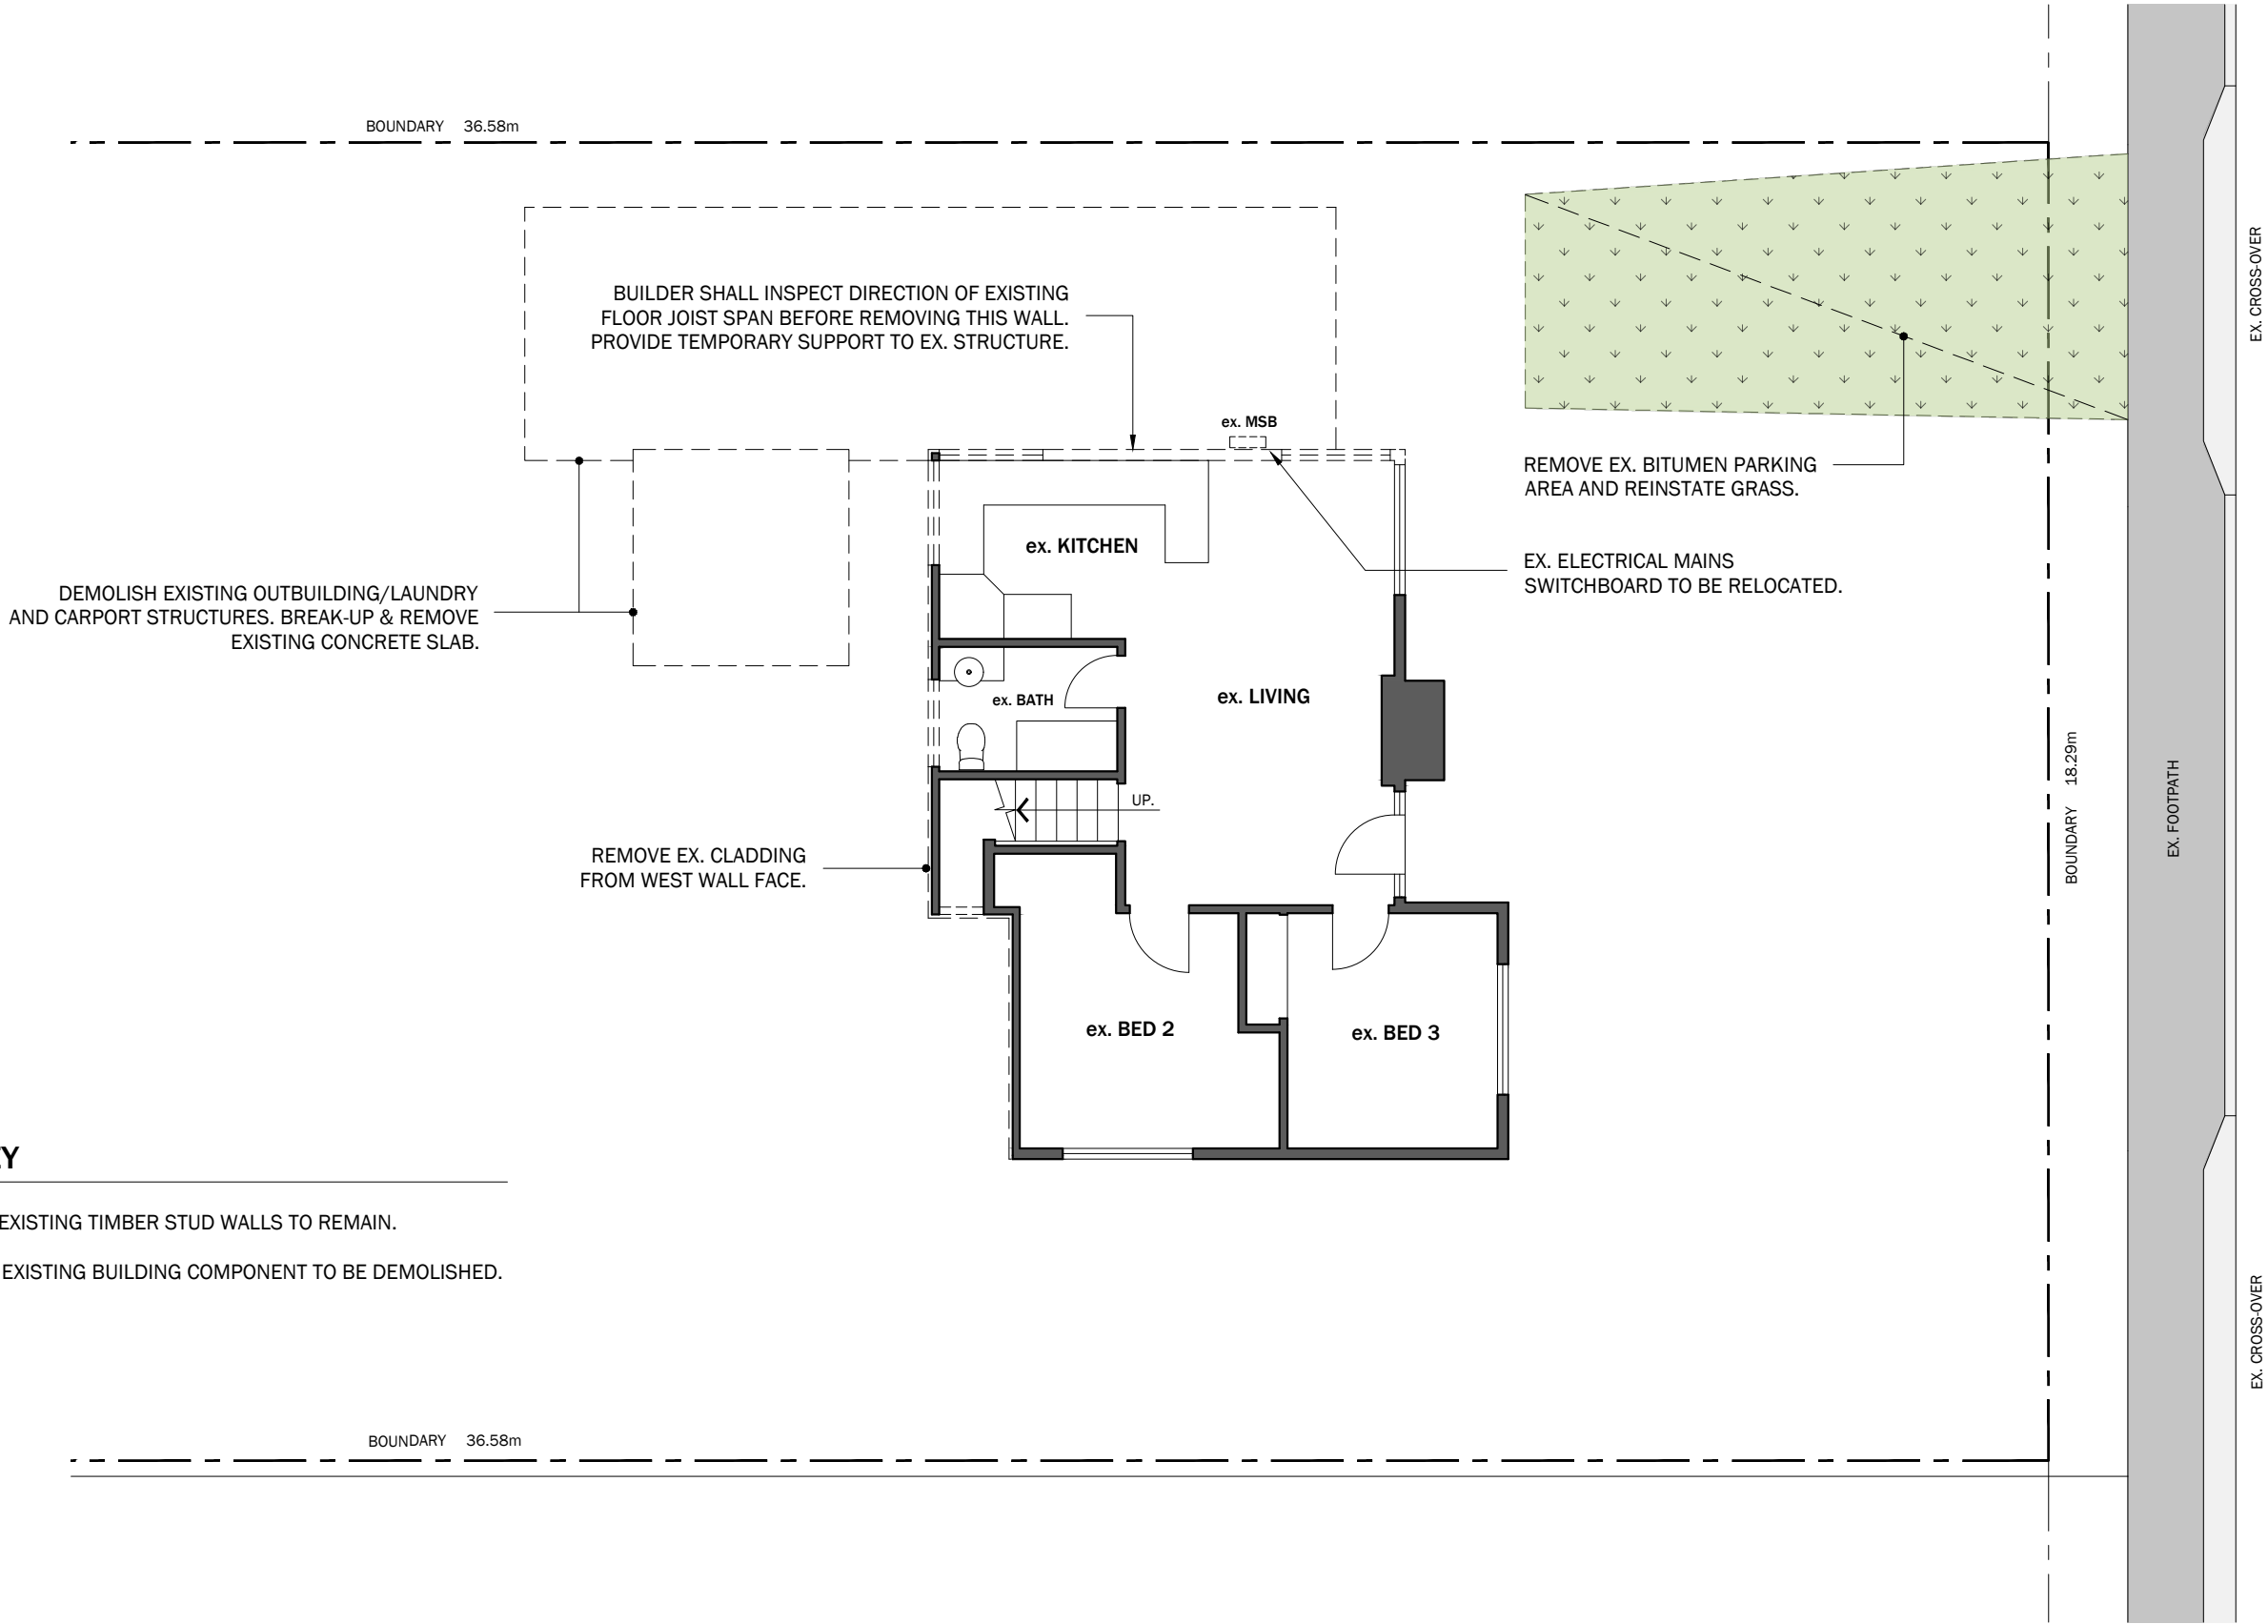 BOUNDARY 36.58m
BUILDER SHALL INSPECT DIRECTION OF EXISTING
FLOOR JOIST SPAN BEFORE REMOVING THIS WALL.
PROVIDE TEMPORARY SUPPORT TO EX. STRUCTURE.
EX. CROSS-OVER
ex. MSB
REMOVE EX. BITUMEN PARKING
AREA AND REINSTATE GRASS.
ex. KITCHEN
EX. ELECTRICAL MAINS
SWITCHBOARD TO BE RELOCATED.
DEMOLISH EXISTING OUTBUILDING/LAUNDRY
AND CARPORT STRUCTURES. BREAK-UP & REMOVE
EXISTING CONCRETE SLAB.
ex. BATH
ex. LIVING
BOUNDARY 18.29m
EX. FOOTPATH
UP.
REMOVE EX. CLADDING
FROM WEST WALL FACE.
ex. BED 2
ex. BED 3
Y
EXISTING TIMBER STUD WALLS TO REMAIN.
EXISTING BUILDING COMPONENT TO BE DEMOLISHED.
EX. CROSS-OVER
BOUNDARY 36.58m